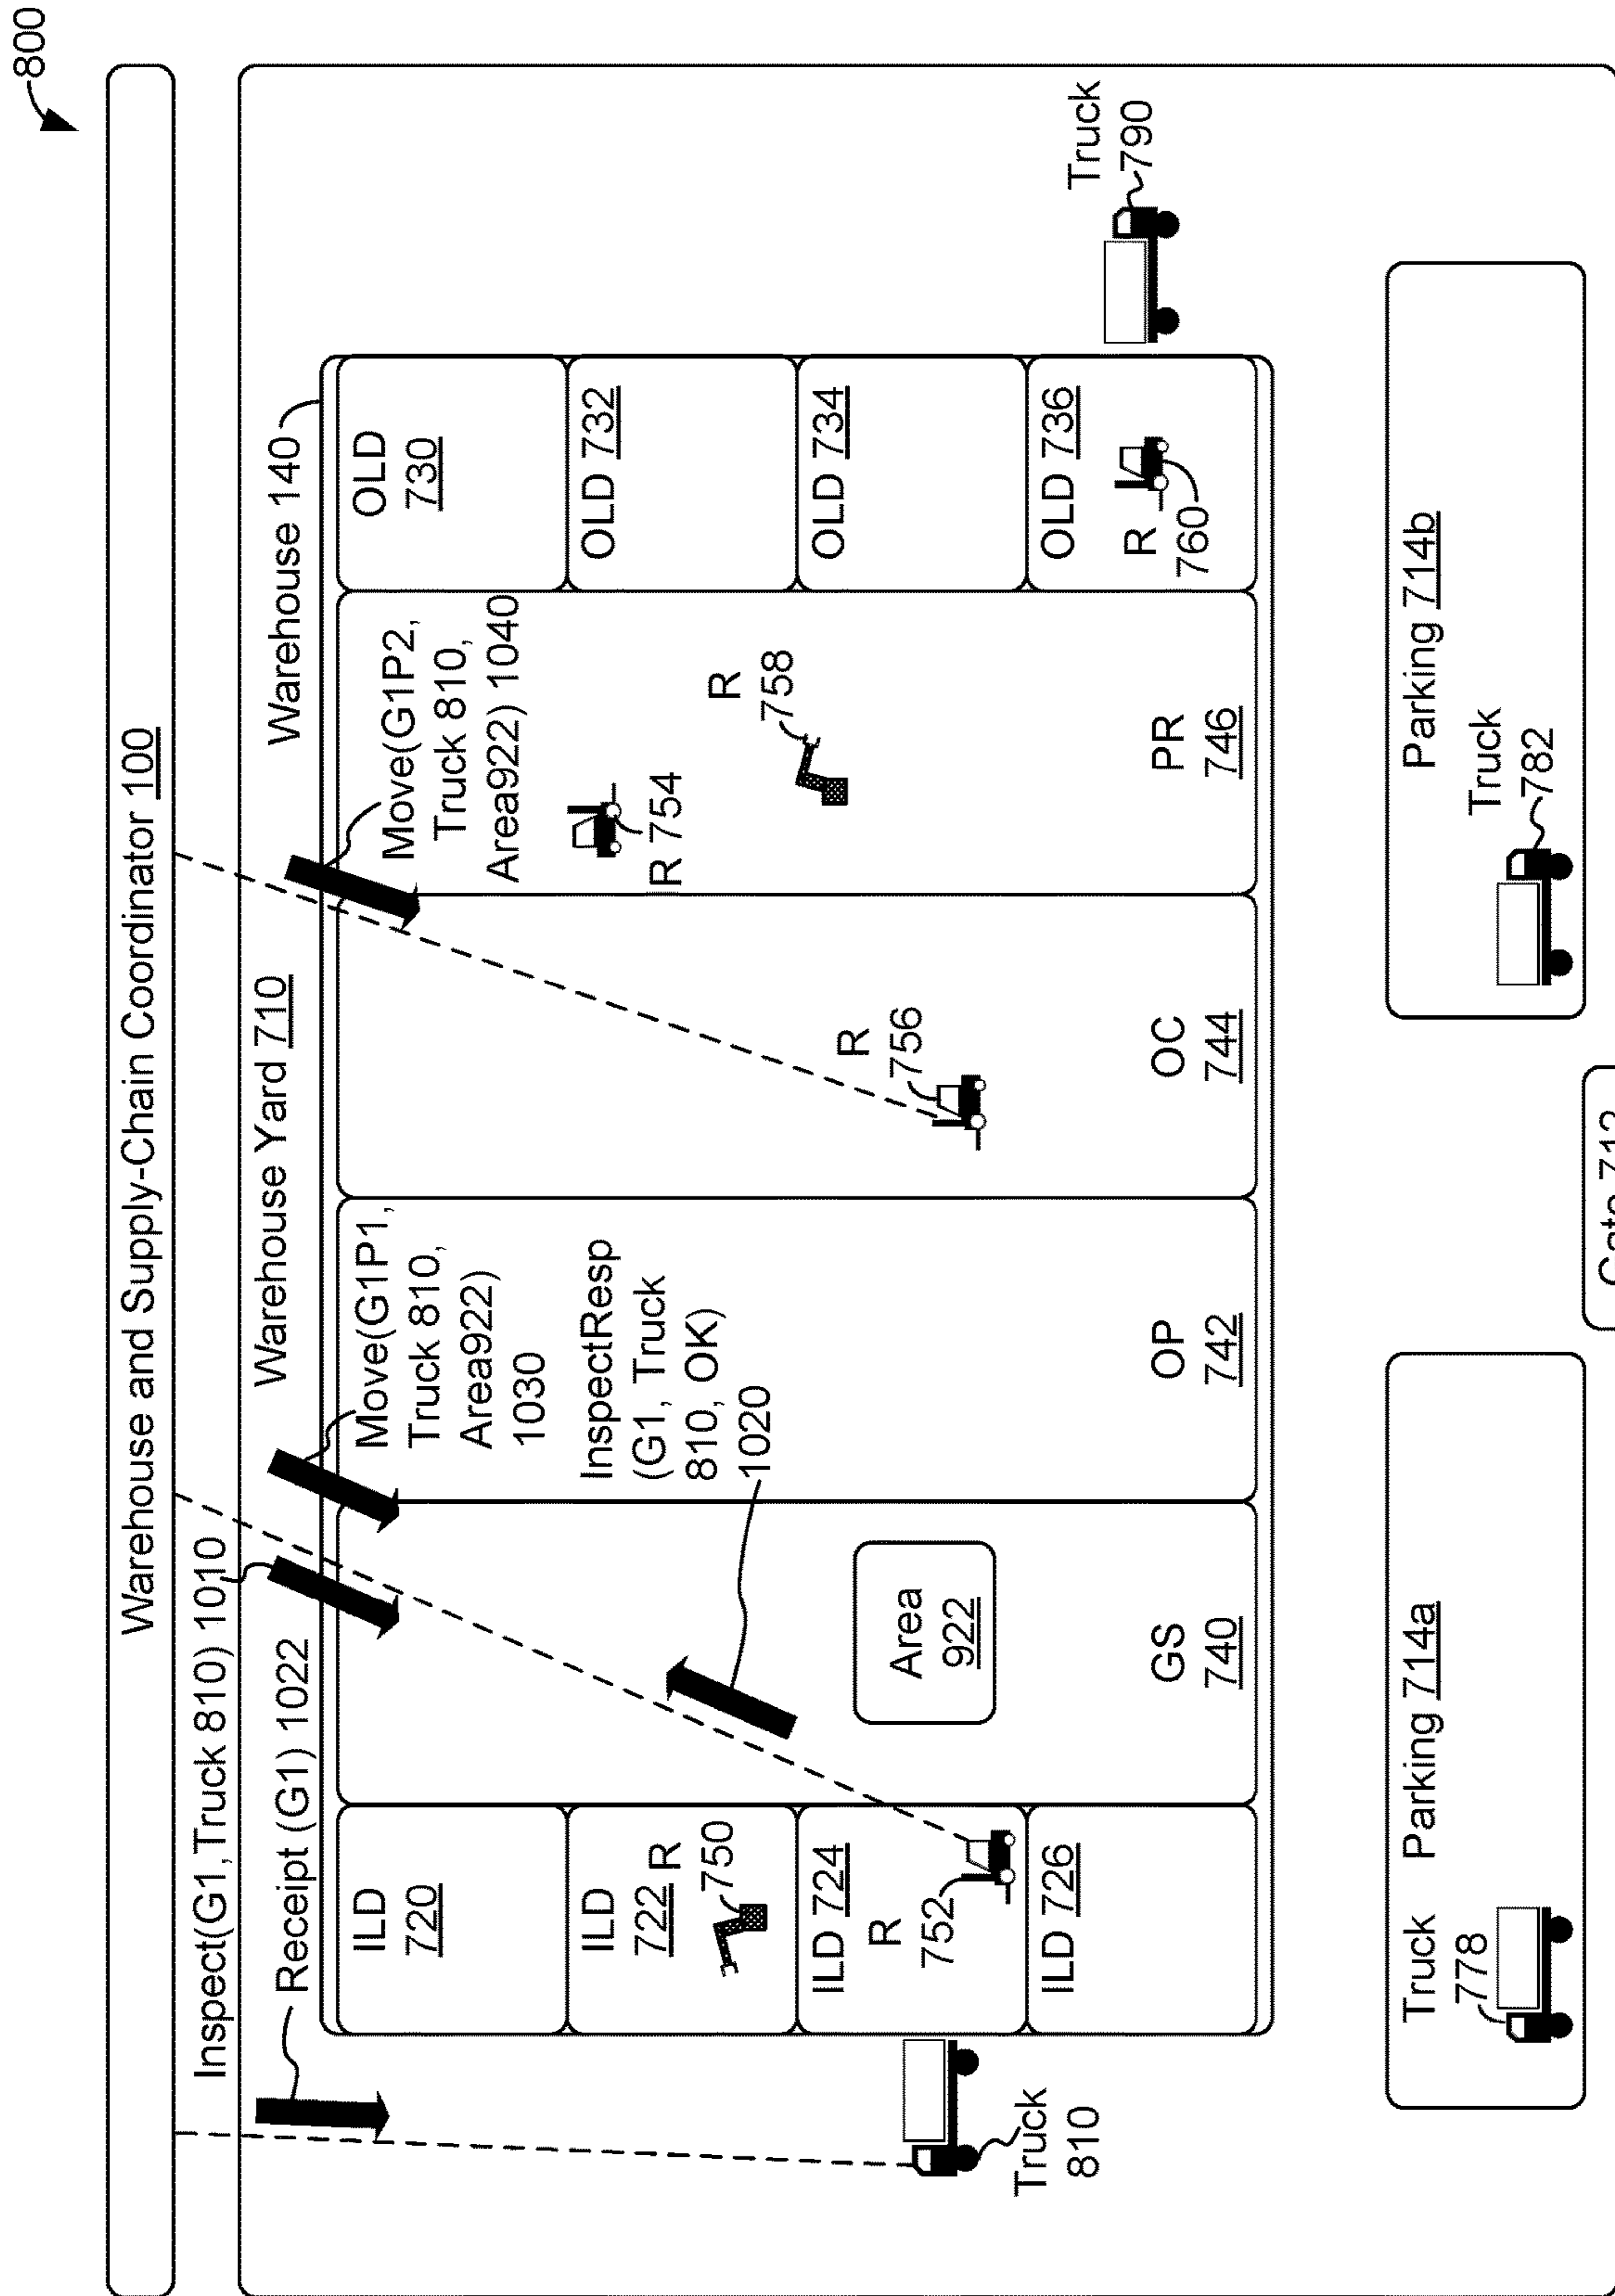 800
Warehouse and Supply-Chain Coordinator 100
Inspect(G1,Truck 810) 1010
Receipt (G1) 1022
Warehouse Yard 710
Warehouse 140
ILD
720
ILD
722 R
750
ILD 724
R
752
ILD 726
Move(G1P1,
Truck 810,
Area922)
1030
InspectResp
(G1, Truck
810, OK)
1020
Area
922
GS
740
OP
742
Move(G1P2,
Truck 810,
Area922) 1040
R
756
OC
744
R 754
R
758
PR
746
OLD
730
OLD 732
OLD 734
OLD 736
R
760
Truck
810
Truck
790
Truck
778
Parking 714a
Parking 714b
Truck
782